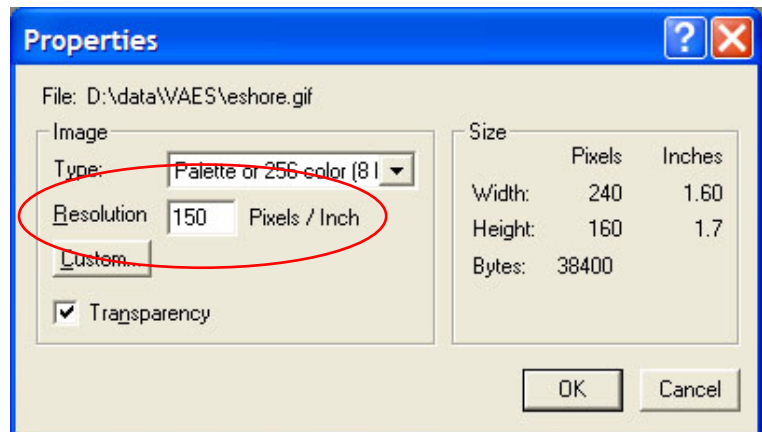 Properties
File: D:\data\VAES\eshore.gif
Image
Type: Palette or 256 color (8 l
Resolution 150 Pixels / Inch
Custom...
Transparency
Size
Pixels Inches
Width: 240 1.60
Height: 160 1.7
Bytes: 38400
OK Cancel